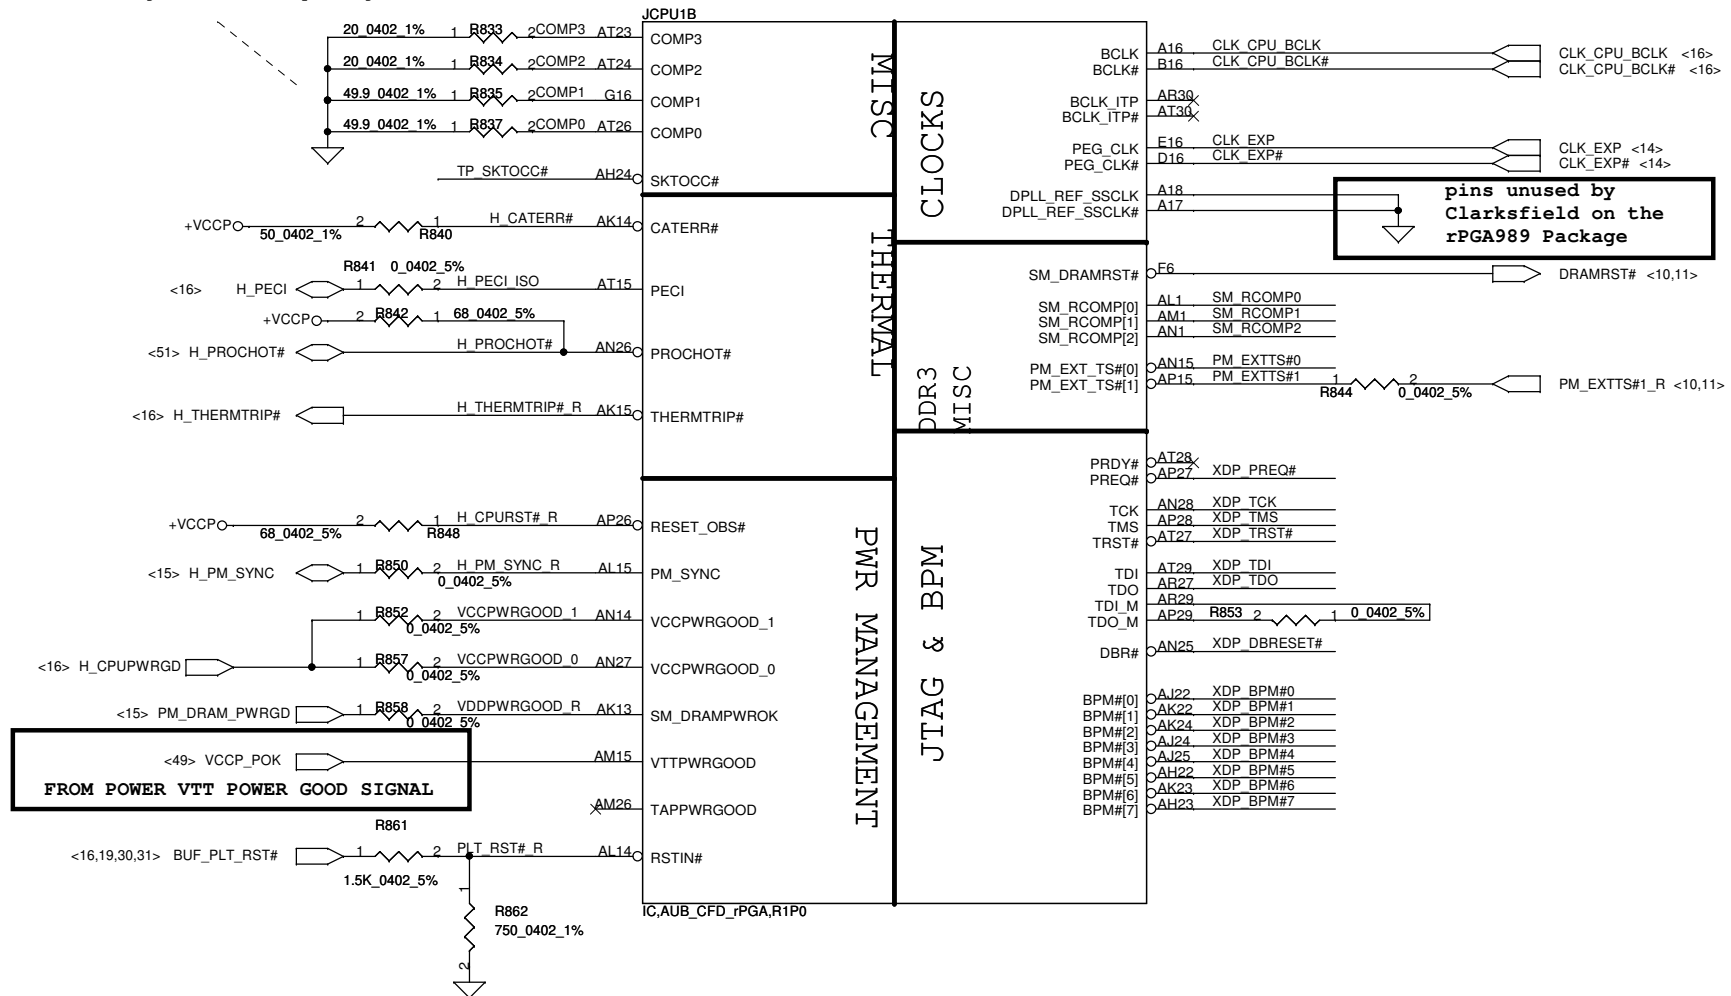 JCPU1B
20_0402_1% 1 R833 2 COMP3 AT23 COMP3
20_0402_1% 1 R834 2 COMP2 AT24 COMP2
49.9_0402_1% 1 R835 2 COMP1 G16 COMP1
49.9_0402_1% 1 R837 2 COMP0 AT26 COMP0
TP_SKTOCC# AH24 SKTOCC#
MISC
+VCCP 2 1 H_CATERR# AK14 CATERR#
50_0402_1% R840
R841 0_0402_5%
<16> H_PECI 1 2 H_PECI_ISO AT15 PECI
+VCCP 2 R842 1 68_0402_5%
<51> H_PROCHOT# H_PROCHOT# AN26 PROCHOT#
<16> H_THERMTRIP# H_THERMTRIP#_R AK15 THERMTRIP#
THERMAL
+VCCP 2 1 H_CPURST#_R AP26 RESET_OBS#
68_0402_5% R848
<15> H_PM_SYNC 1 R850 2 H_PM_SYNC_R AL15 PM_SYNC
0_0402_5%
1 R852 2 VCCPWRGOOD_1 AN14 VCCPWRGOOD_1
0_0402_5%
<16> H_CPUPWRGD 1 R857 2 VCCPWRGOOD_0 AN27 VCCPWRGOOD_0
0_0402_5%
<15> PM_DRAM_PWRGD 1 R858 2 VDDPWRGOOD_R AK13 SM_DRAMPWROK
0_0402_5%
<49> VCCP_POK AM15 VTTPWRGOOD
FROM POWER VTT POWER GOOD SIGNAL
AM26 TAPPWRGOOD
R861
<16,19,30,31> BUF_PLT_RST# 1 2 PLT_RST#_R AL14 RSTIN#
1.5K_0402_5%
1
R862
750_0402_1%
2
PWR MANAGEMENT
IC,AUB_CFD_rPGA,R1P0
CLOCKS
BCLK A16 CLK_CPU_BCLK CLK_CPU_BCLK <16>
BCLK# B16 CLK_CPU_BCLK# CLK_CPU_BCLK# <16>
BCLK_ITP AR30
BCLK_ITP# AT30
PEG_CLK E16 CLK_EXP CLK_EXP <14>
PEG_CLK# D16 CLK_EXP# CLK_EXP# <14>
DPLL_REF_SSCLK A18
DPLL_REF_SSCLK# A17
pins unused by
Clarksfield on the
rPGA989 Package
DDR3
MISC
SM_DRAMRST# F6 DRAMRST# <10,11>
SM_RCOMP[0] AL1 SM_RCOMP0
SM_RCOMP[1] AM1 SM_RCOMP1
SM_RCOMP[2] AN1 SM_RCOMP2
PM_EXT_TS#[0] AN15 PM_EXTTS#0
PM_EXT_TS#[1] AP15 PM_EXTTS#1 1 2 PM_EXTTS#1_R <10,11>
R844 0_0402_5%
JTAG & BPM
PRDY# AT28
PREQ# AP27 XDP_PREQ#
TCK AN28 XDP_TCK
TMS AP28 XDP_TMS
TRST# AT27 XDP_TRST#
TDI AT29 XDP_TDI
TDO AR27 XDP_TDO
TDI_M AR29
TDO_M AP29 R853 2 1 0_0402_5%
DBR# AN25 XDP_DBRESET#
BPM#[0] AJ22 XDP_BPM#0
BPM#[1] AK22 XDP_BPM#1
BPM#[2] AK24 XDP_BPM#2
BPM#[3] AJ24 XDP_BPM#3
BPM#[4] AJ25 XDP_BPM#4
BPM#[5] AH22 XDP_BPM#5
BPM#[6] AK23 XDP_BPM#6
BPM#[7] AH23 XDP_BPM#7